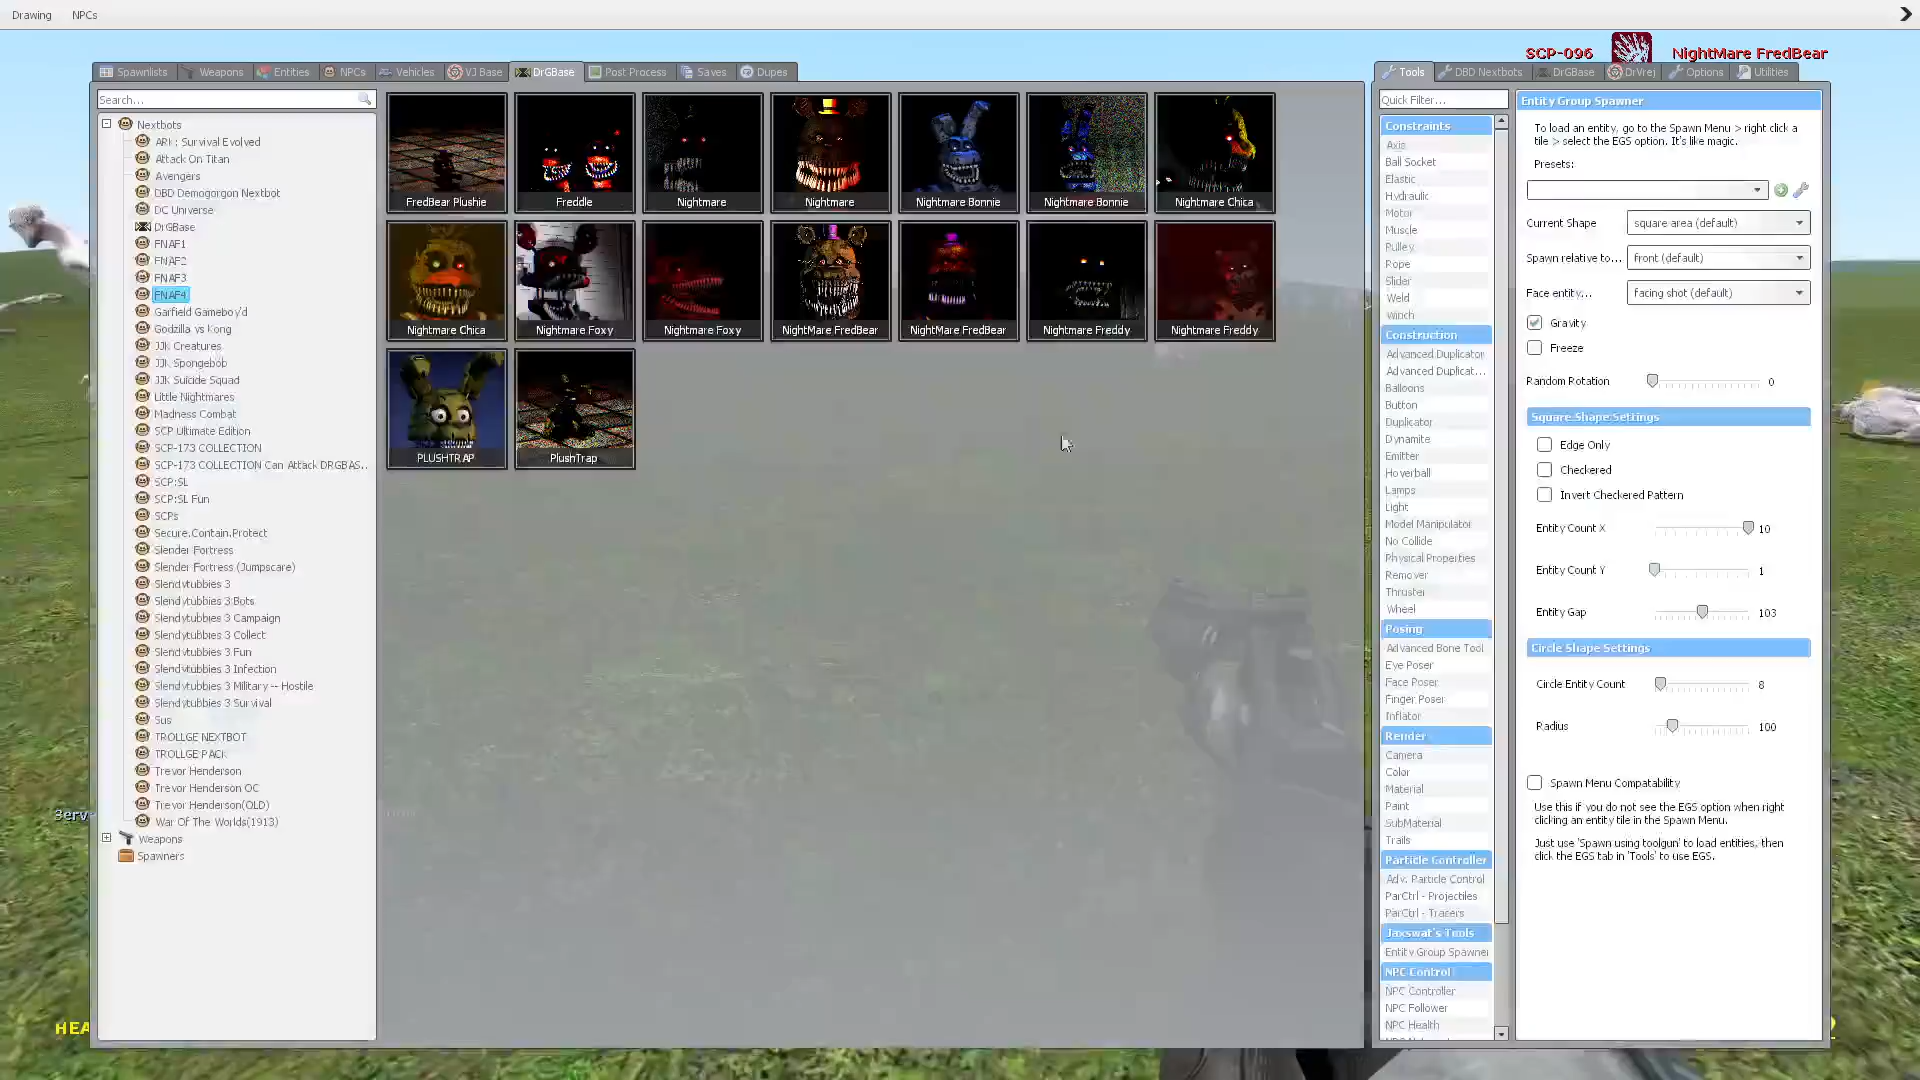 Drawing NPCs
SCP-096 NightMare FredBear
Spawnlists Weapons Entities NPCs Vehicles VJ Base DrGBase Post Process Saves Dupes
Tools DBD Nextbots DrGBase DrVrej Options Utilities
Search...
Nextbots
ARK: Survival Evolved
Attack On Titan
Avengers
DBD Demogorgon Nextbot
DC Universe
DrGBase
FNAF1
FNAF2
FNAF3
FNAF4
Garfield Gameboy'd
Godzilla vs Kong
JJK Creatures
JJK Spongebob
JJK Suicide Squad
Little Nightmares
Madness Combat
SCP Ultimate Edition
SCP-173 COLLECTION
SCP-173 COLLECTION Can Attack DRGBAS..
SCP:SL
SCP:SL Fun
SCPs
Secure.Contain.Protect
Slender Fortress
Slender Fortress (Jumpscare)
Slendytubbies 3
Slendytubbies 3 Bots
Slendytubbies 3 Campaign
Slendytubbies 3 Collect
Slendytubbies 3 Fun
Slendytubbies 3 Infection
Slendytubbies 3 Military -- Hostile
Slendytubbies 3 Survival
Sus
TROLLGE NEXTBOT
TROLLGE PACK
Trevor Henderson
Trevor Henderson OC
Trevor Henderson(OLD)
War Of The Worlds(1913)
Weapons
Spawners
FredBear Plushie Freddle Nightmare Nightmare Nightmare Bonnie Nightmare Bonnie Nightmare Chica
Nightmare Chica Nightmare Foxy Nightmare Foxy NightMare FredBear NightMare FredBear Nightmare Freddy Nightmare Freddy
PLUSHTRAP PlushTrap
Quick Filter...
Constraints
Axis
Ball Socket
Elastic
Hydraulic
Motor
Muscle
Pulley
Rope
Slider
Weld
Winch
Construction
Advanced Duplicator
Advanced Duplicat...
Balloons
Button
Duplicator
Dynamite
Emitter
Hoverball
Lamps
Light
Model Manipulator
No Collide
Physical Properties
Remover
Thruster
Wheel
Posing
Advanced Bone Tool
Eye Poser
Face Poser
Finger Poser
Inflator
Render
Camera
Color
Material
Paint
SubMaterial
Trails
Particle Controller
Adv. Particle Control
ParCtrl - Projectiles
ParCtrl - Tracers
Jaxswat's Tools
Entity Group Spawner
NPC Control
NPC Controller
NPC Follower
NPC Health
Entity Group Spawner
To load an entity, go to the Spawn Menu > right click a
tile > select the EGS option. It's like magic.
Presets:
Current Shape square area (default)
Spawn relative to... front (default)
Face entity... facing shot (default)
Gravity
Freeze
Random Rotation 0
Square Shape Settings
Edge Only
Checkered
Invert Checkered Pattern
Entity Count X 10
Entity Count Y 1
Entity Gap 103
Circle Shape Settings
Circle Entity Count 8
Radius 100
Spawn Menu Compatability
Use this if you do not see the EGS option when right
clicking an entity tile in the Spawn Menu.
Just use 'Spawn using toolgun' to load entities, then
click the EGS tab in 'Tools' to use EGS.
HEA